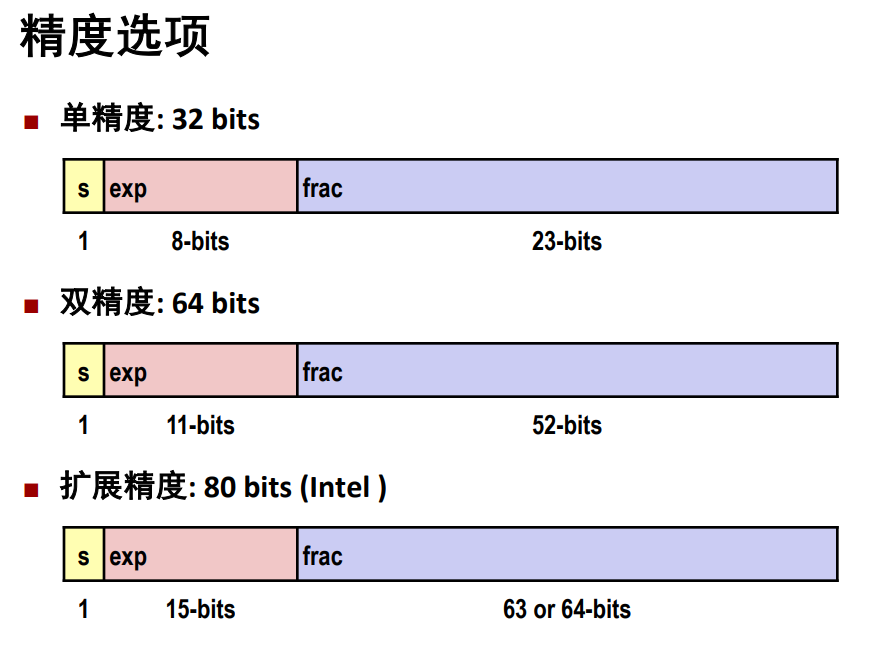 精度选项
单精度: 32 bits
s exp frac
1 8-bits 23-bits
双精度: 64 bits
s exp frac
1 11-bits 52-bits
扩展精度: 80 bits (Intel )
s exp frac
1 15-bits 63 or 64-bits